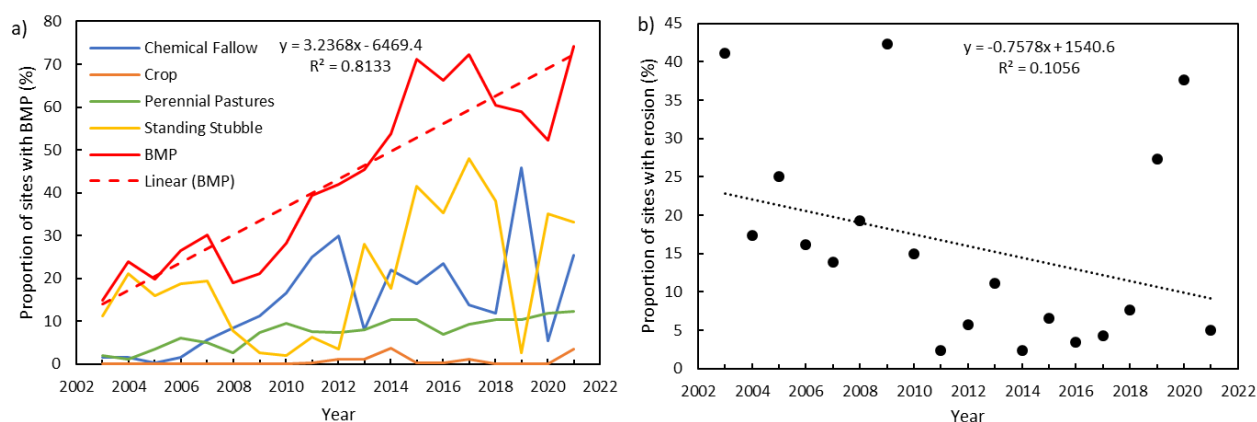 a)
Proportion of sites with BMP (%)
80
70
60
50
40
30
20
10
0
Chemical Fallow
Crop
Perennial Pastures
Standing Stubble
BMP
Linear (BMP)
y = 3.2368x - 6469.4
R² = 0.8133
2002 2004 2006 2008 2010 2012 2014 2016 2018 2020 2022
Year
b)
Proportion of sites with erosion (%)
45
40
35
30
25
20
15
10
5
0
y = -0.7578x + 1540.6
R² = 0.1056
2002 2004 2006 2008 2010 2012 2014 2016 2018 2020 2022
Year